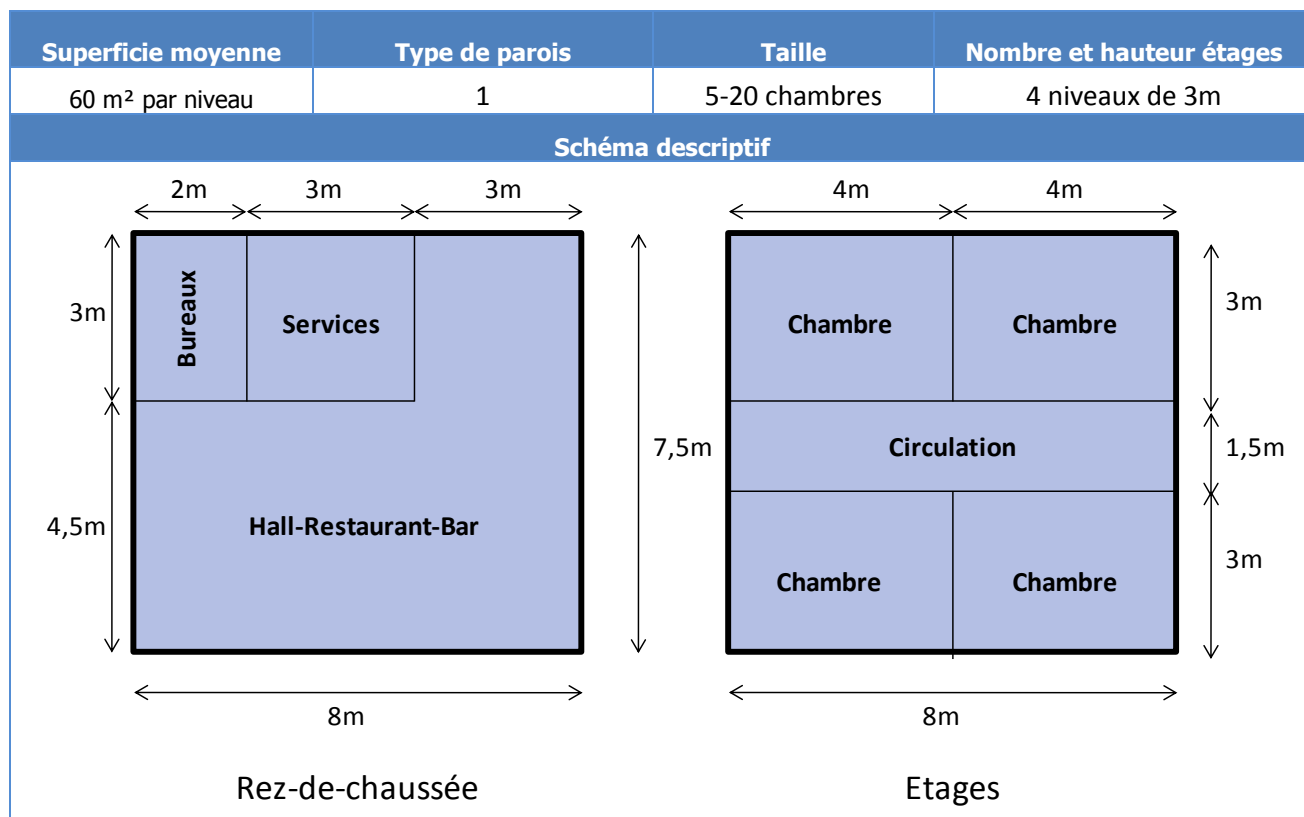 Superficie moyenne
Type de parois
Taille
Nombre et hauteur étages
60 m² par niveau
1
5-20 chambres
4 niveaux de 3m
Schéma descriptif
2m
3m
3m
4m
4m
3m
Bureaux
Services
Chambre
Chambre
3m
7,5m
Circulation
1,5m
4,5m
Hall-Restaurant-Bar
Chambre
Chambre
3m
8m
8m
Rez-de-chaussée
Etages